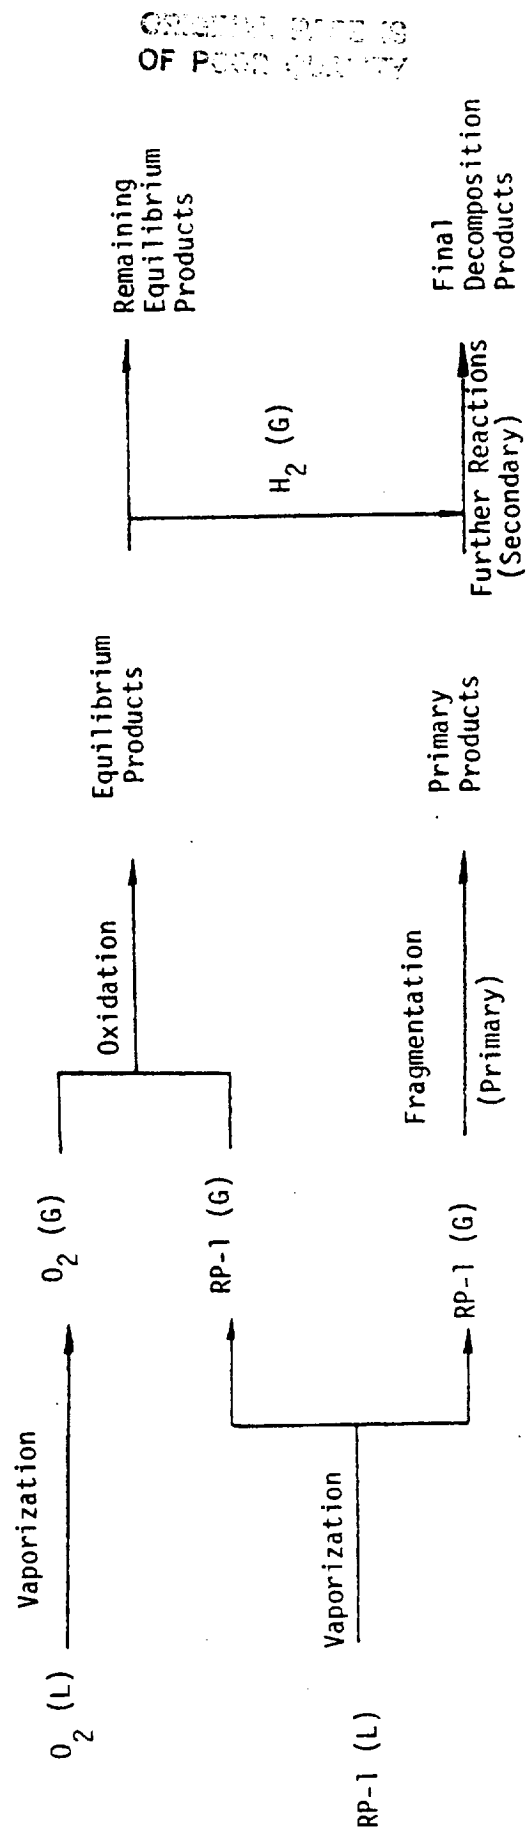 OF
O2 (L)
Vaporization
O2 (G)
Oxidation
Equilibrium
Products
Remaining
Equilibrium
Products
RP-1 (L)
Vaporization
RP-1 (G)
RP-1 (G)
Fragmentation
(Primary)
Primary
Products
H2 (G)
Further Reactions
(Secondary)
Final
Decomposition
Products